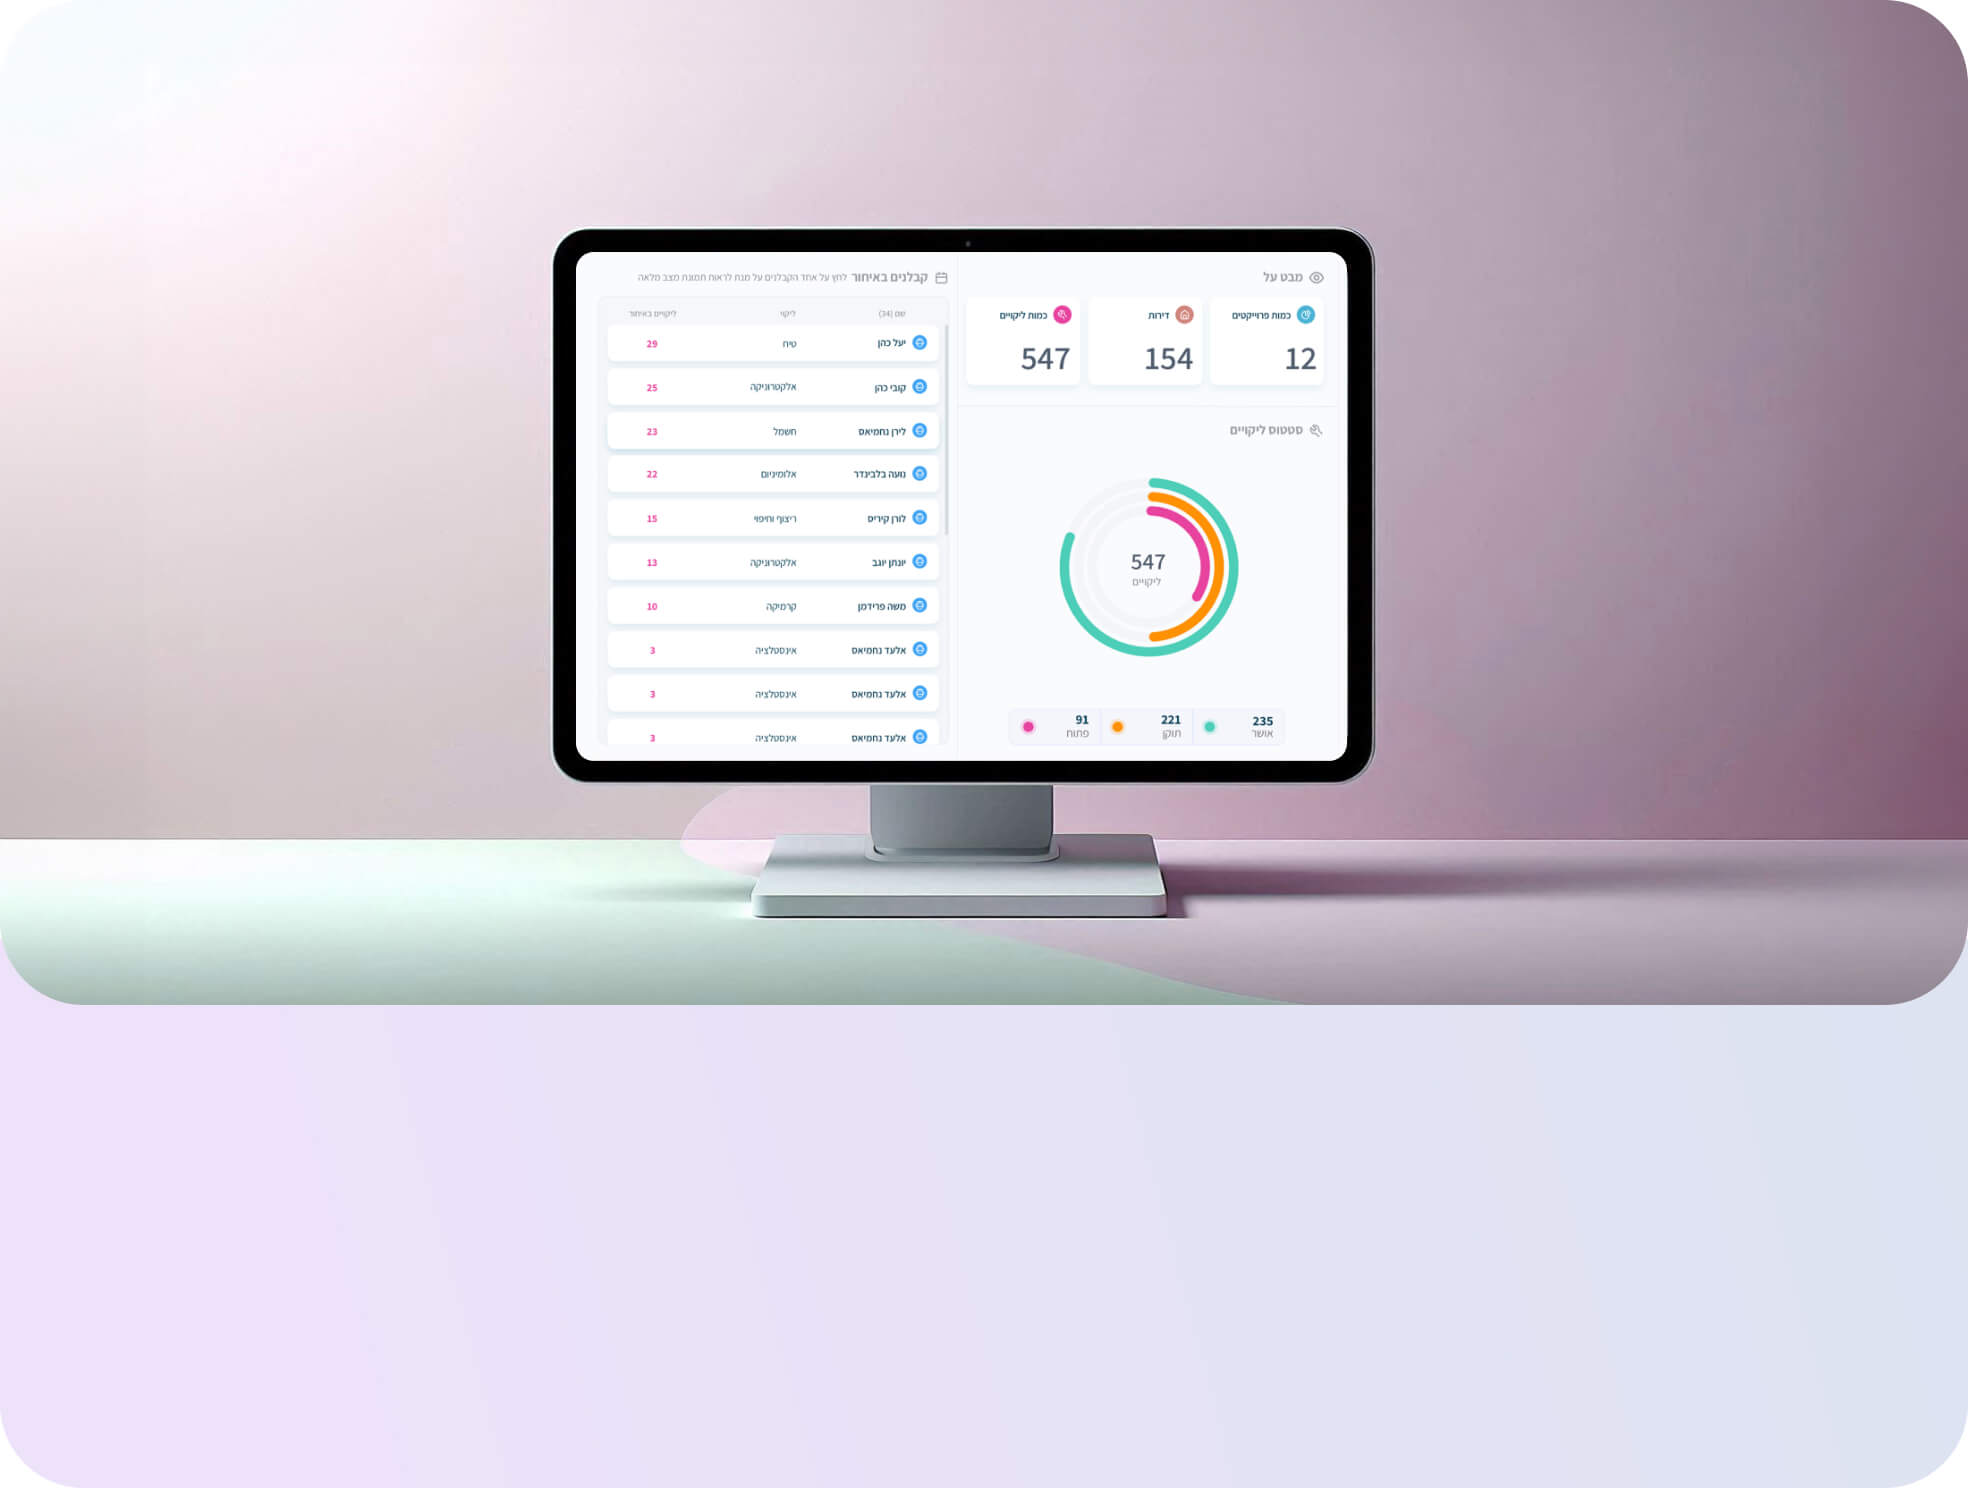 מבט על
כמות פרוייקטים
12
דירות
154
כמות ליקויים
547
סטטוס ליקויים
547
ליקויים
235
אושר
221
תוקן
91
פתוח
קבלנים באיחור לחץ על אחד הקבלנים על מנת לראות תמונת מצב מלאה
שם (34) ליקוי ליקויים באיחור
יעל כהן טיח 29
קובי כהן אלקטרוניקה 25
לירן נחמיאס חשמל 23
נועה בלבינדר אלומיניום 22
לורן קיריס ריצוף וחיפוי 15
יונתן יוגב אלקטרוניקה 13
משה פרידמן קרמיקה 10
אלעד נחמיאס אינסטלציה 3
אלעד נחמיאס אינסטלציה 3
אלעד נחמיאס אינסטלציה 3